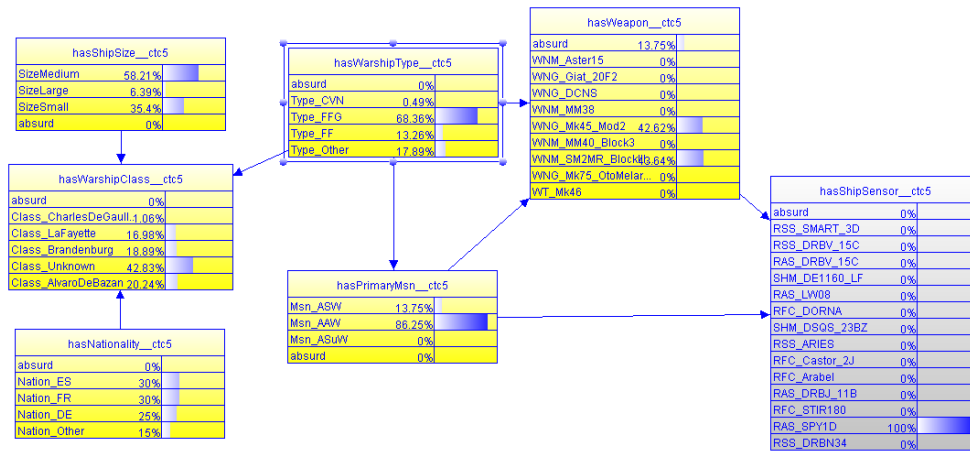 hasShipSize__ctc5
SizeMedium 58.21%
SizeLarge 6.39%
SizeSmall 35.4%
absurd 0%
hasWarshipType__ctc5
absurd 0%
Type_CVN 0.49%
Type_FFG 68.36%
Type_FF 13.26%
Type_Other 17.89%
hasWeapon__ctc5
absurd 13.75%
WNM_Aster15 0%
WNG_Giat_20F2 0%
WNG_DCNS 0%
WNM_MM38 0%
WNG_Mk45_Mod2 42.62%
WNM_MM40_Block3 0%
WNM_SM2MR_BlockIII 43.64%
WNG_Mk75_OtoMelar... 0%
WT_Mk46 0%
hasWarshipClass__ctc5
absurd 0%
Class_CharlesDeGaull... 1.06%
Class_LaFayette 16.98%
Class_Brandenburg 18.89%
Class_Unknown 42.83%
Class_AlvaroDeBazan 20.24%
hasPrimaryMsn__ctc5
Msn_ASW 13.75%
Msn_AAW 86.25%
Msn_ASuW 0%
absurd 0%
hasNationality__ctc5
absurd 0%
Nation_ES 30%
Nation_FR 30%
Nation_DE 25%
Nation_Other 15%
hasShipSensor__ctc5
absurd 0%
RSS_SMART_3D 0%
RSS_DRBV_15C 0%
RAS_DRBV_15C 0%
SHM_DE1160_LF 0%
RAS_LW08 0%
RFC_DORNA 0%
SHM_DSQS_23BZ 0%
RSS_ARIES 0%
RFC_Castor_2J 0%
RFC_Arabel 0%
RAS_DRBJ_11B 0%
RFC_STIR180 0%
RAS_SPY1D 100%
RSS_DRBN34 0%